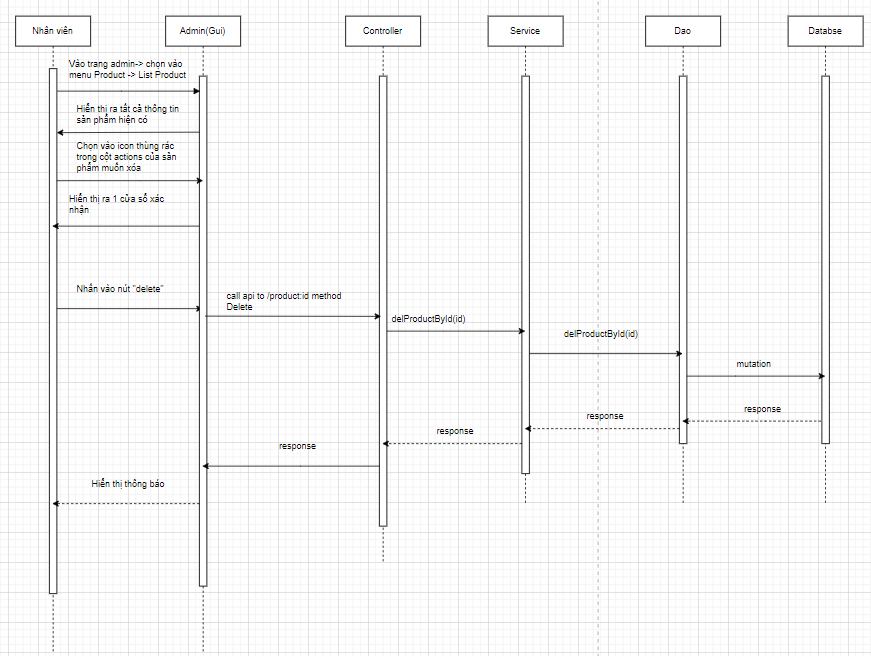 Nhân viên
Admin(Gui)
Controller
Service
Dao
Databse
Vào trang admin-> chọn vào
menu Product -> List Product
Hiển thị ra tất cả thông tin
sản phẩm hiện có
Chọn vào icon thùng rác
trong cột actions của sản
phẩm muốn xóa
Hiển thị ra 1 cửa sổ xác
nhận
Nhấn vào nút "delete"
call api to /product:id method
Delete
delProductById(id)
delProductById(id)
mutation
response
response
response
response
Hiển thị thông báo